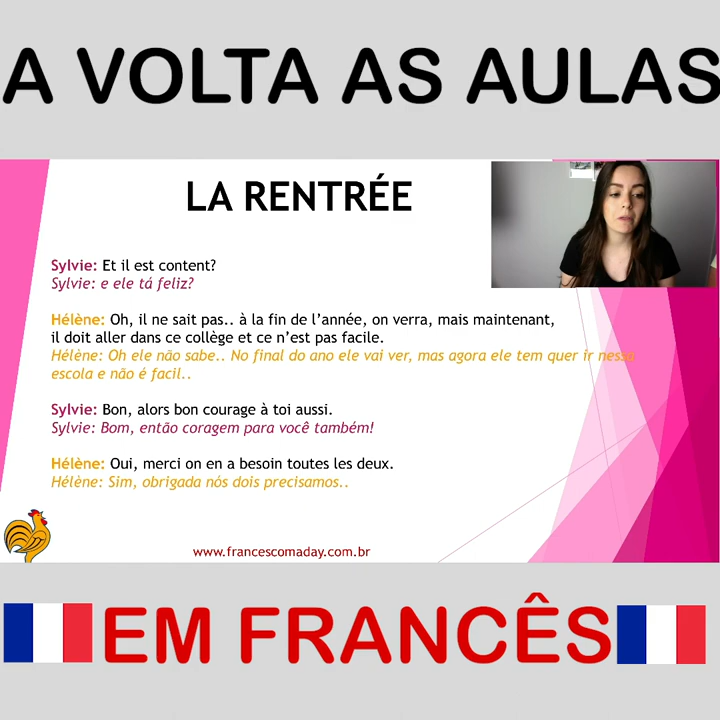 A VOLTA AS AULAS
LA RENTRÉE
Sylvie: Et il est content?
Sylvie: e ele tá feliz?
Hélène: Oh, il ne sait pas.. à la fin de l'année, on verra, mais maintenant,
il doit aller dans ce collège et ce n'est pas facile.
Hélène: Oh ele não sabe.. No final do ano ele vai ver, mas agora ele tem quer ir nessa
escola e não é facil..
Sylvie: Bon, alors bon courage à toi aussi.
Sylvie: Bom, então coragem para você também!
Hélène: Oui, merci on en a besoin toutes les deux.
Hélène: Sim, obrigada nós dois precisamos..
www.francescomaday.com.br
EM FRANCÊS